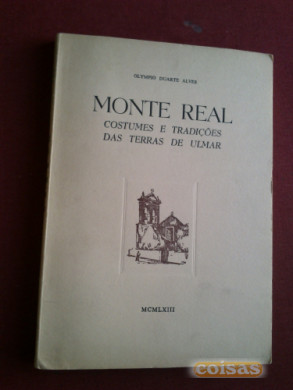 OLYMPIO DUARTE ALVES
MONTE REAL
COSTUMES E TRADIÇÕES
DAS TERRAS DE ULMAR
MCMLXIII
coisas